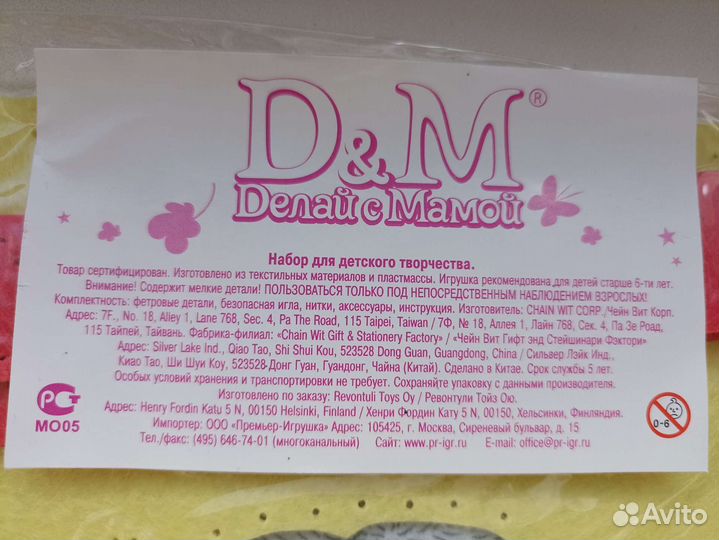 D&M®
Dелай с Мамой
Набор для детского творчества.
Товар сертифицирован. Изготовлено из текстильных материалов и пластмассы. Игрушка рекомендована для детей старше 6-ти лет.
Внимание! Содержит мелкие детали! ПОЛЬЗОВАТЬСЯ ТОЛЬКО ПОД НЕПОСРЕДСТВЕННЫМ НАБЛЮДЕНИЕМ ВЗРОСЛЫХ!
Комплектность: фетровые детали, безопасная игла, нитки, аксессуары, инструкция. Изготовитель: CHAIN WIT CORP./Чейн Вит Корп.
Адрес: 7F., No. 18, Alley 1, Lane 768, Sec. 4, Pa The Road, 115 Taipei, Taiwan / 7Ф, № 18, Аллея 1, Лайн 768, Сек. 4, Па Зе Роад,
115 Тайпей, Тайвань. Фабрика-филиал: «Chain Wit Gift & Stationery Factory» / «Чейн Вит Гифт энд Стейшинари Фэктори»
Адрес: Silver Lake Ind., Qiao Tao, Shi Shui Kou, 523528 Dong Guan, Guangdong, China / Сильвер Лэйк Инд.,
Киао Тао, Ши Шуи Коу, 523528 Донг Гуан, Гуандонг, Чайна (Китай). Сделано в Китае. Срок службы 5 лет.
Особых условий хранения и транспортировки не требует. Сохраняйте упаковку с данными производителя.
Изготовлено по заказу: Revontuli Toys Oy / Ревонтули Тойз Ою.
Адрес: Henry Fordin Katu 5 N, 00150 Helsinki, Finland / Хенри Фордин Кату 5 N, 00150, Хельсинки, Финляндия.
Импортер: ООО «Премьер-Игрушка» Адрес: 105425, г. Москва, Сиреневый бульвар, д. 15
Тел./факс: (495) 646-74-01 (многоканальный) Сайт: www.pr-igr.ru E-mail: office@pr-igr.ru
РСТ
МО05
0-6
Avito